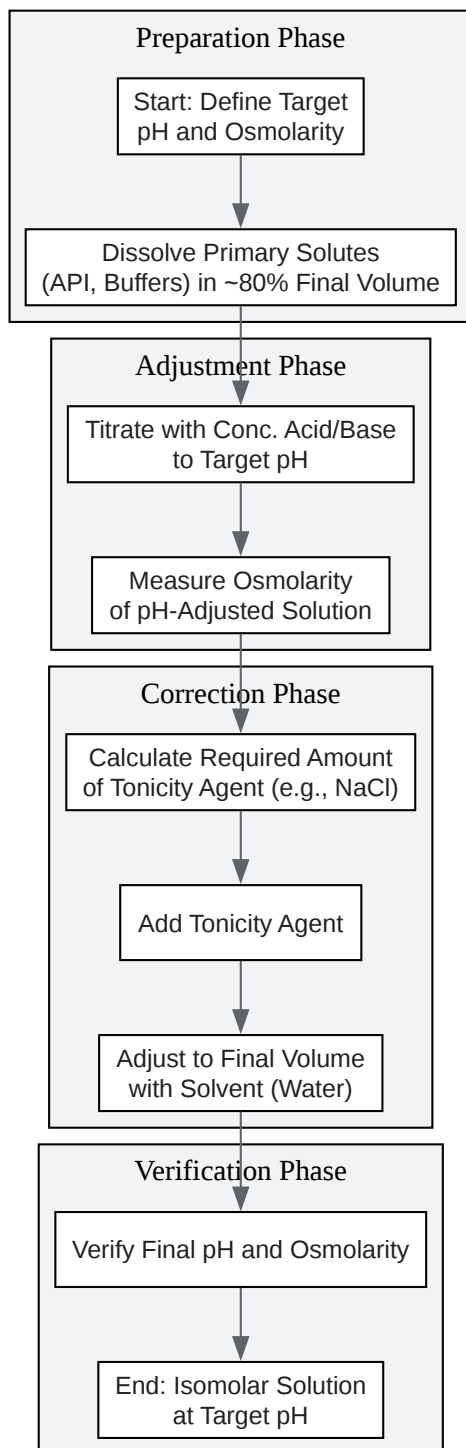 Preparation Phase
Start: Define Target
pH and Osmolarity
Dissolve Primary Solutes
(API, Buffers) in ~80% Final Volume
Adjustment Phase
Titrate with Conc. Acid/Base
to Target pH
Measure Osmolarity
of pH-Adjusted Solution
Correction Phase
Calculate Required Amount
of Tonicity Agent (e.g., NaCl)
Add Tonicity Agent
Adjust to Final Volume
with Solvent (Water)
Verification Phase
Verify Final pH and Osmolarity
End: Isomolar Solution
at Target pH